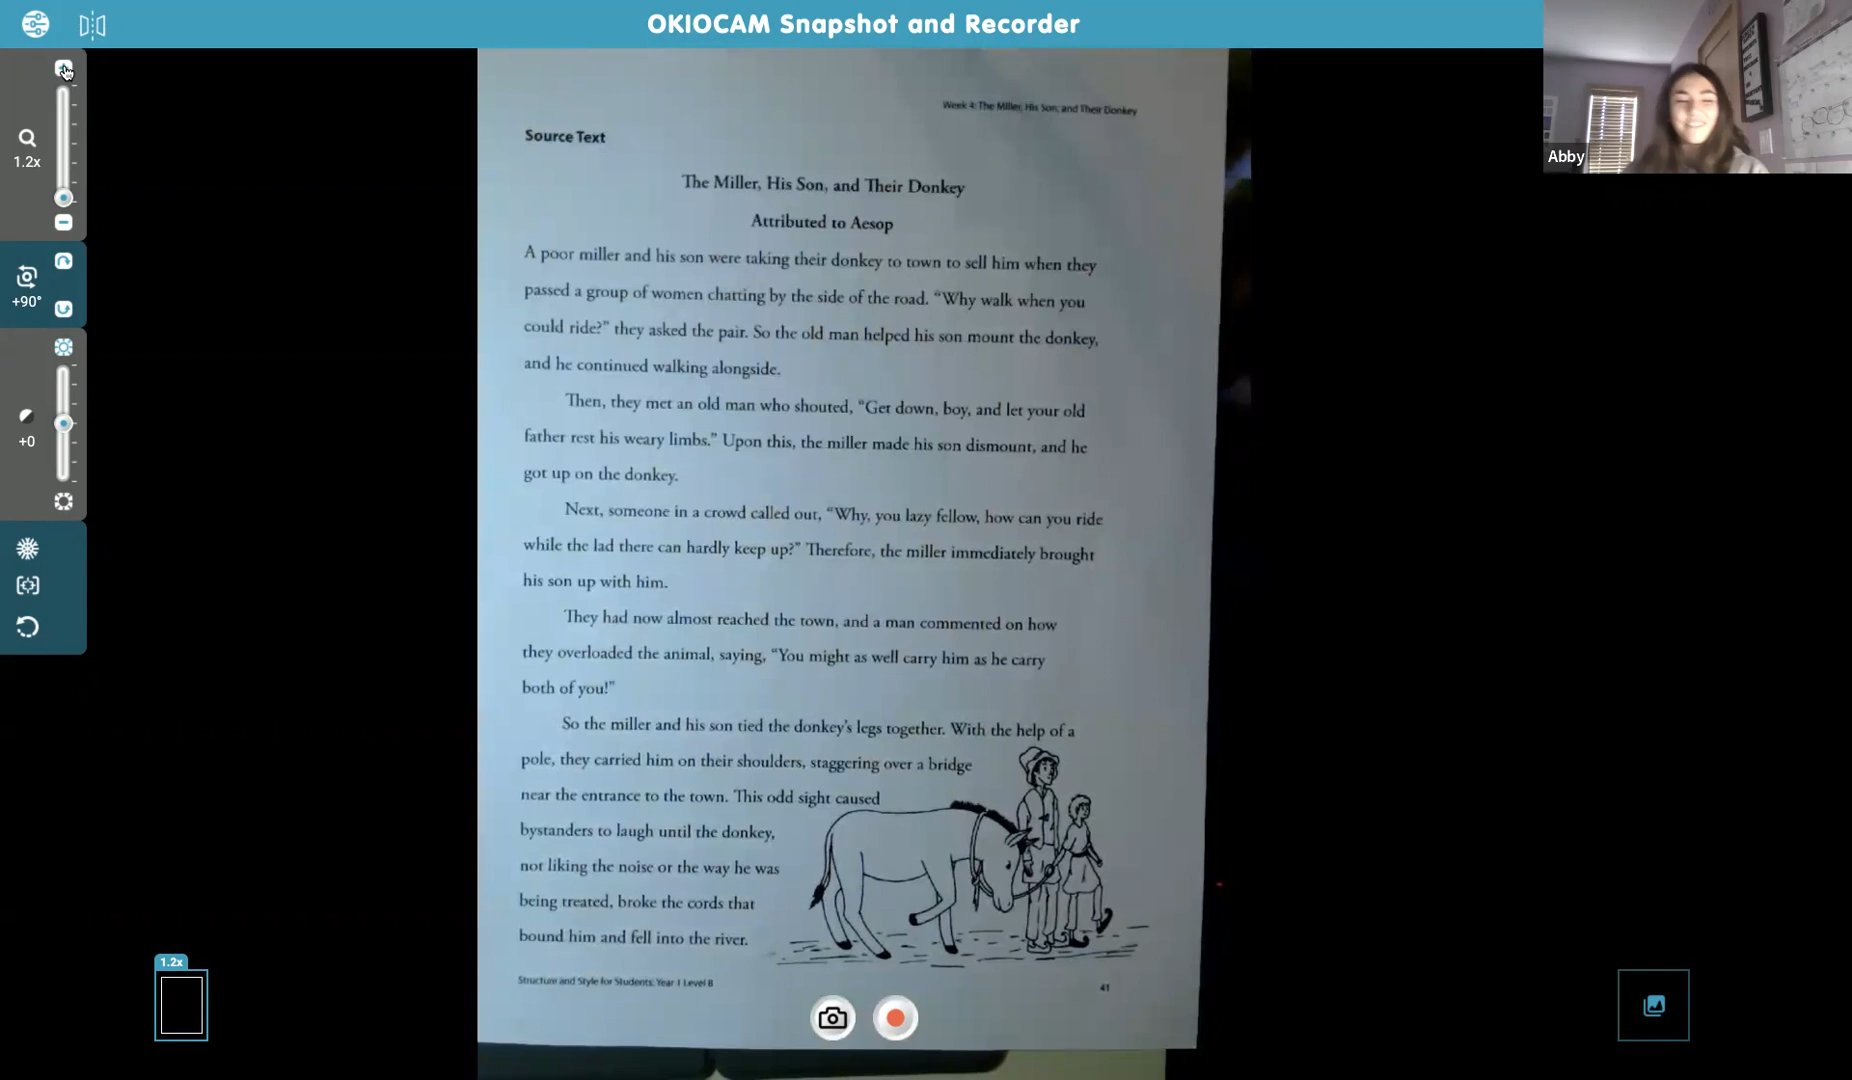 OKIOCAM Snapshot and Recorder
Abby
1.2x
+90°
+0
Week 4: The Miller, His Son, and Their Donkey
Source Text
The Miller, His Son, and Their Donkey
Attributed to Aesop
A poor miller and his son were taking their donkey to town to sell him when they
passed a group of women chatting by the side of the road. “Why walk when you
could ride?” they asked the pair. So the old man helped his son mount the donkey,
and he continued walking alongside.
Then, they met an old man who shouted, “Get down, boy, and let your old
father rest his weary limbs.” Upon this, the miller made his son dismount, and he
got up on the donkey.
Next, someone in a crowd called out, “Why, you lazy fellow, how can you ride
while the lad there can hardly keep up?” Therefore, the miller immediately brought
his son up with him.
They had now almost reached the town, and a man commented on how
they overloaded the animal, saying, “You might as well carry him as he carry
both of you!”
So the miller and his son tied the donkey’s legs together. With the help of a
pole, they carried him on their shoulders, staggering over a bridge
near the entrance to the town. This odd sight caused
bystanders to laugh until the donkey,
not liking the noise or the way he was
being treated, broke the cords that
bound him and fell into the river.
Structure and Style for Students: Year 1 Level B
41
1.2x